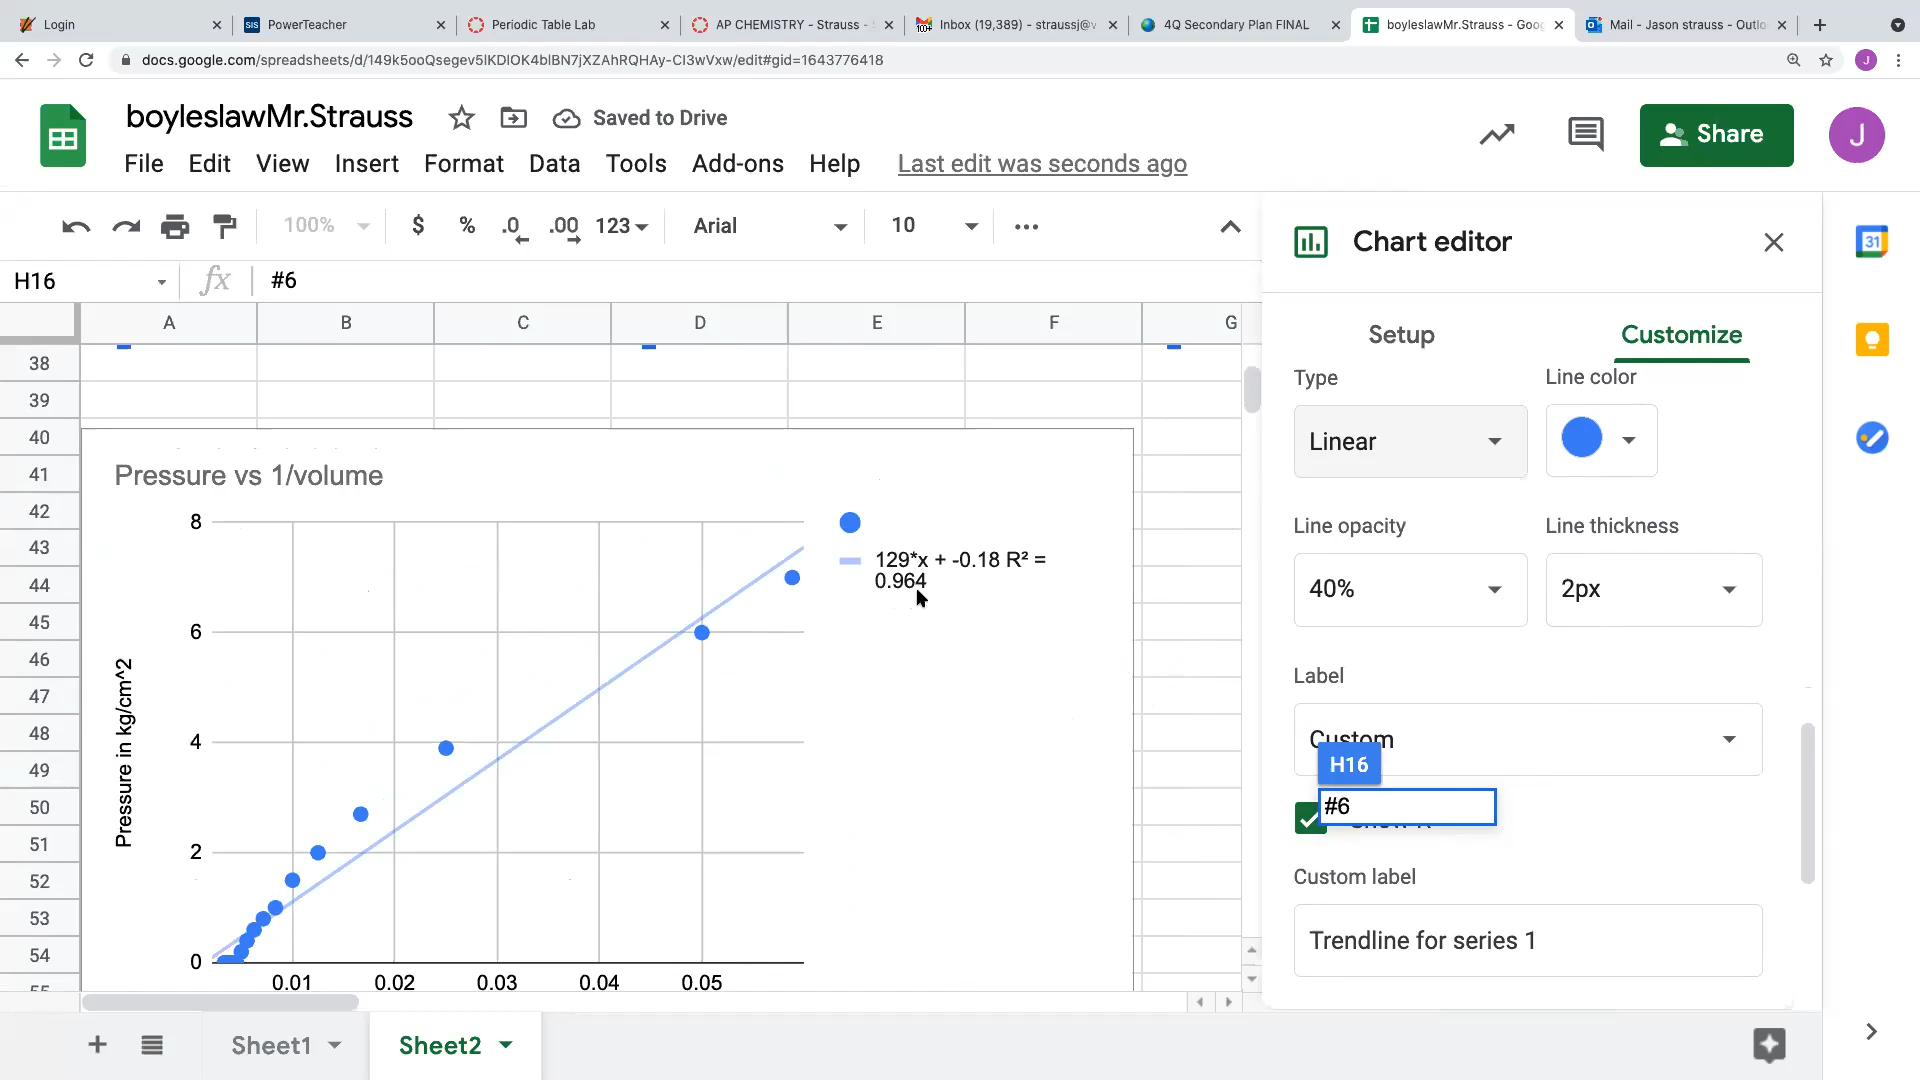 Login
PowerTeacher
Periodic Table Lab
AP CHEMISTRY - Strauss -
Inbox (19,389) - straussj@v
4Q Secondary Plan FINAL
boyleslawMr.Strauss - Goog
Mail - Jason strauss - Outlo
docs.google.com/spreadsheets/d/149k5ooQsegev5lKDlOK4blBN7jXZAhRQHAy-CI3wVxw/edit#gid=1643776418
J
boyleslawMr.Strauss
Saved to Drive
Share
J
File Edit View Insert Format Data Tools Add-ons Help Last edit was seconds ago
100% $ % .0 .00 123 Arial 10
Chart editor
31
H16 fx #6
A B C D E F G
Setup Customize
38
39
40
41
42
43
44
45
46
47
48
49
50
51
52
53
54
55
Pressure vs 1/volume
8
6
4
2
0
Pressure in kg/cm^2
0.01 0.02 0.03 0.04 0.05
129*x + -0.18 R² =
0.964
Type Line color
Linear
Line opacity Line thickness
40% 2px
Label
Custom
H16
#6
Custom label
Trendline for series 1
Sheet1 Sheet2